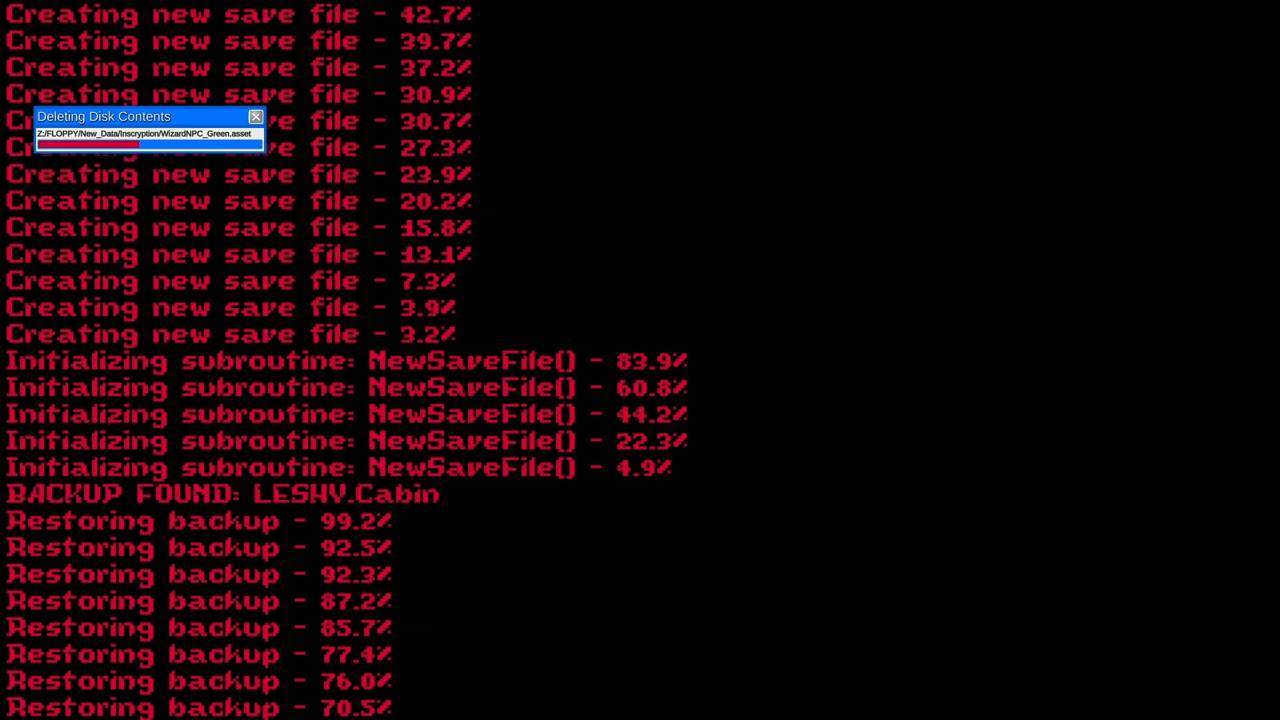 Creating new save file - 42.7%
Creating new save file - 39.7%
Creating new save file - 37.2%
Creating new save file - 30.9%
Deleting Disk Contents
Z:/FLOPPY/New_Data/Inscryption/WizardNPC_Green.asset
Creating new save file - 30.7%
Creating new save file - 27.3%
Creating new save file - 23.9%
Creating new save file - 20.2%
Creating new save file - 15.8%
Creating new save file - 13.1%
Creating new save file - 7.3%
Creating new save file - 3.9%
Creating new save file - 3.2%
Initializing subroutine: NewSaveFile() - 83.9%
Initializing subroutine: NewSaveFile() - 60.8%
Initializing subroutine: NewSaveFile() - 44.2%
Initializing subroutine: NewSaveFile() - 22.3%
Initializing subroutine: NewSaveFile() - 4.9%
BACKUP FOUND: LESHY.Cabin
Restoring backup - 99.2%
Restoring backup - 92.5%
Restoring backup - 92.3%
Restoring backup - 87.2%
Restoring backup - 85.7%
Restoring backup - 77.4%
Restoring backup - 76.0%
Restoring backup - 70.5%